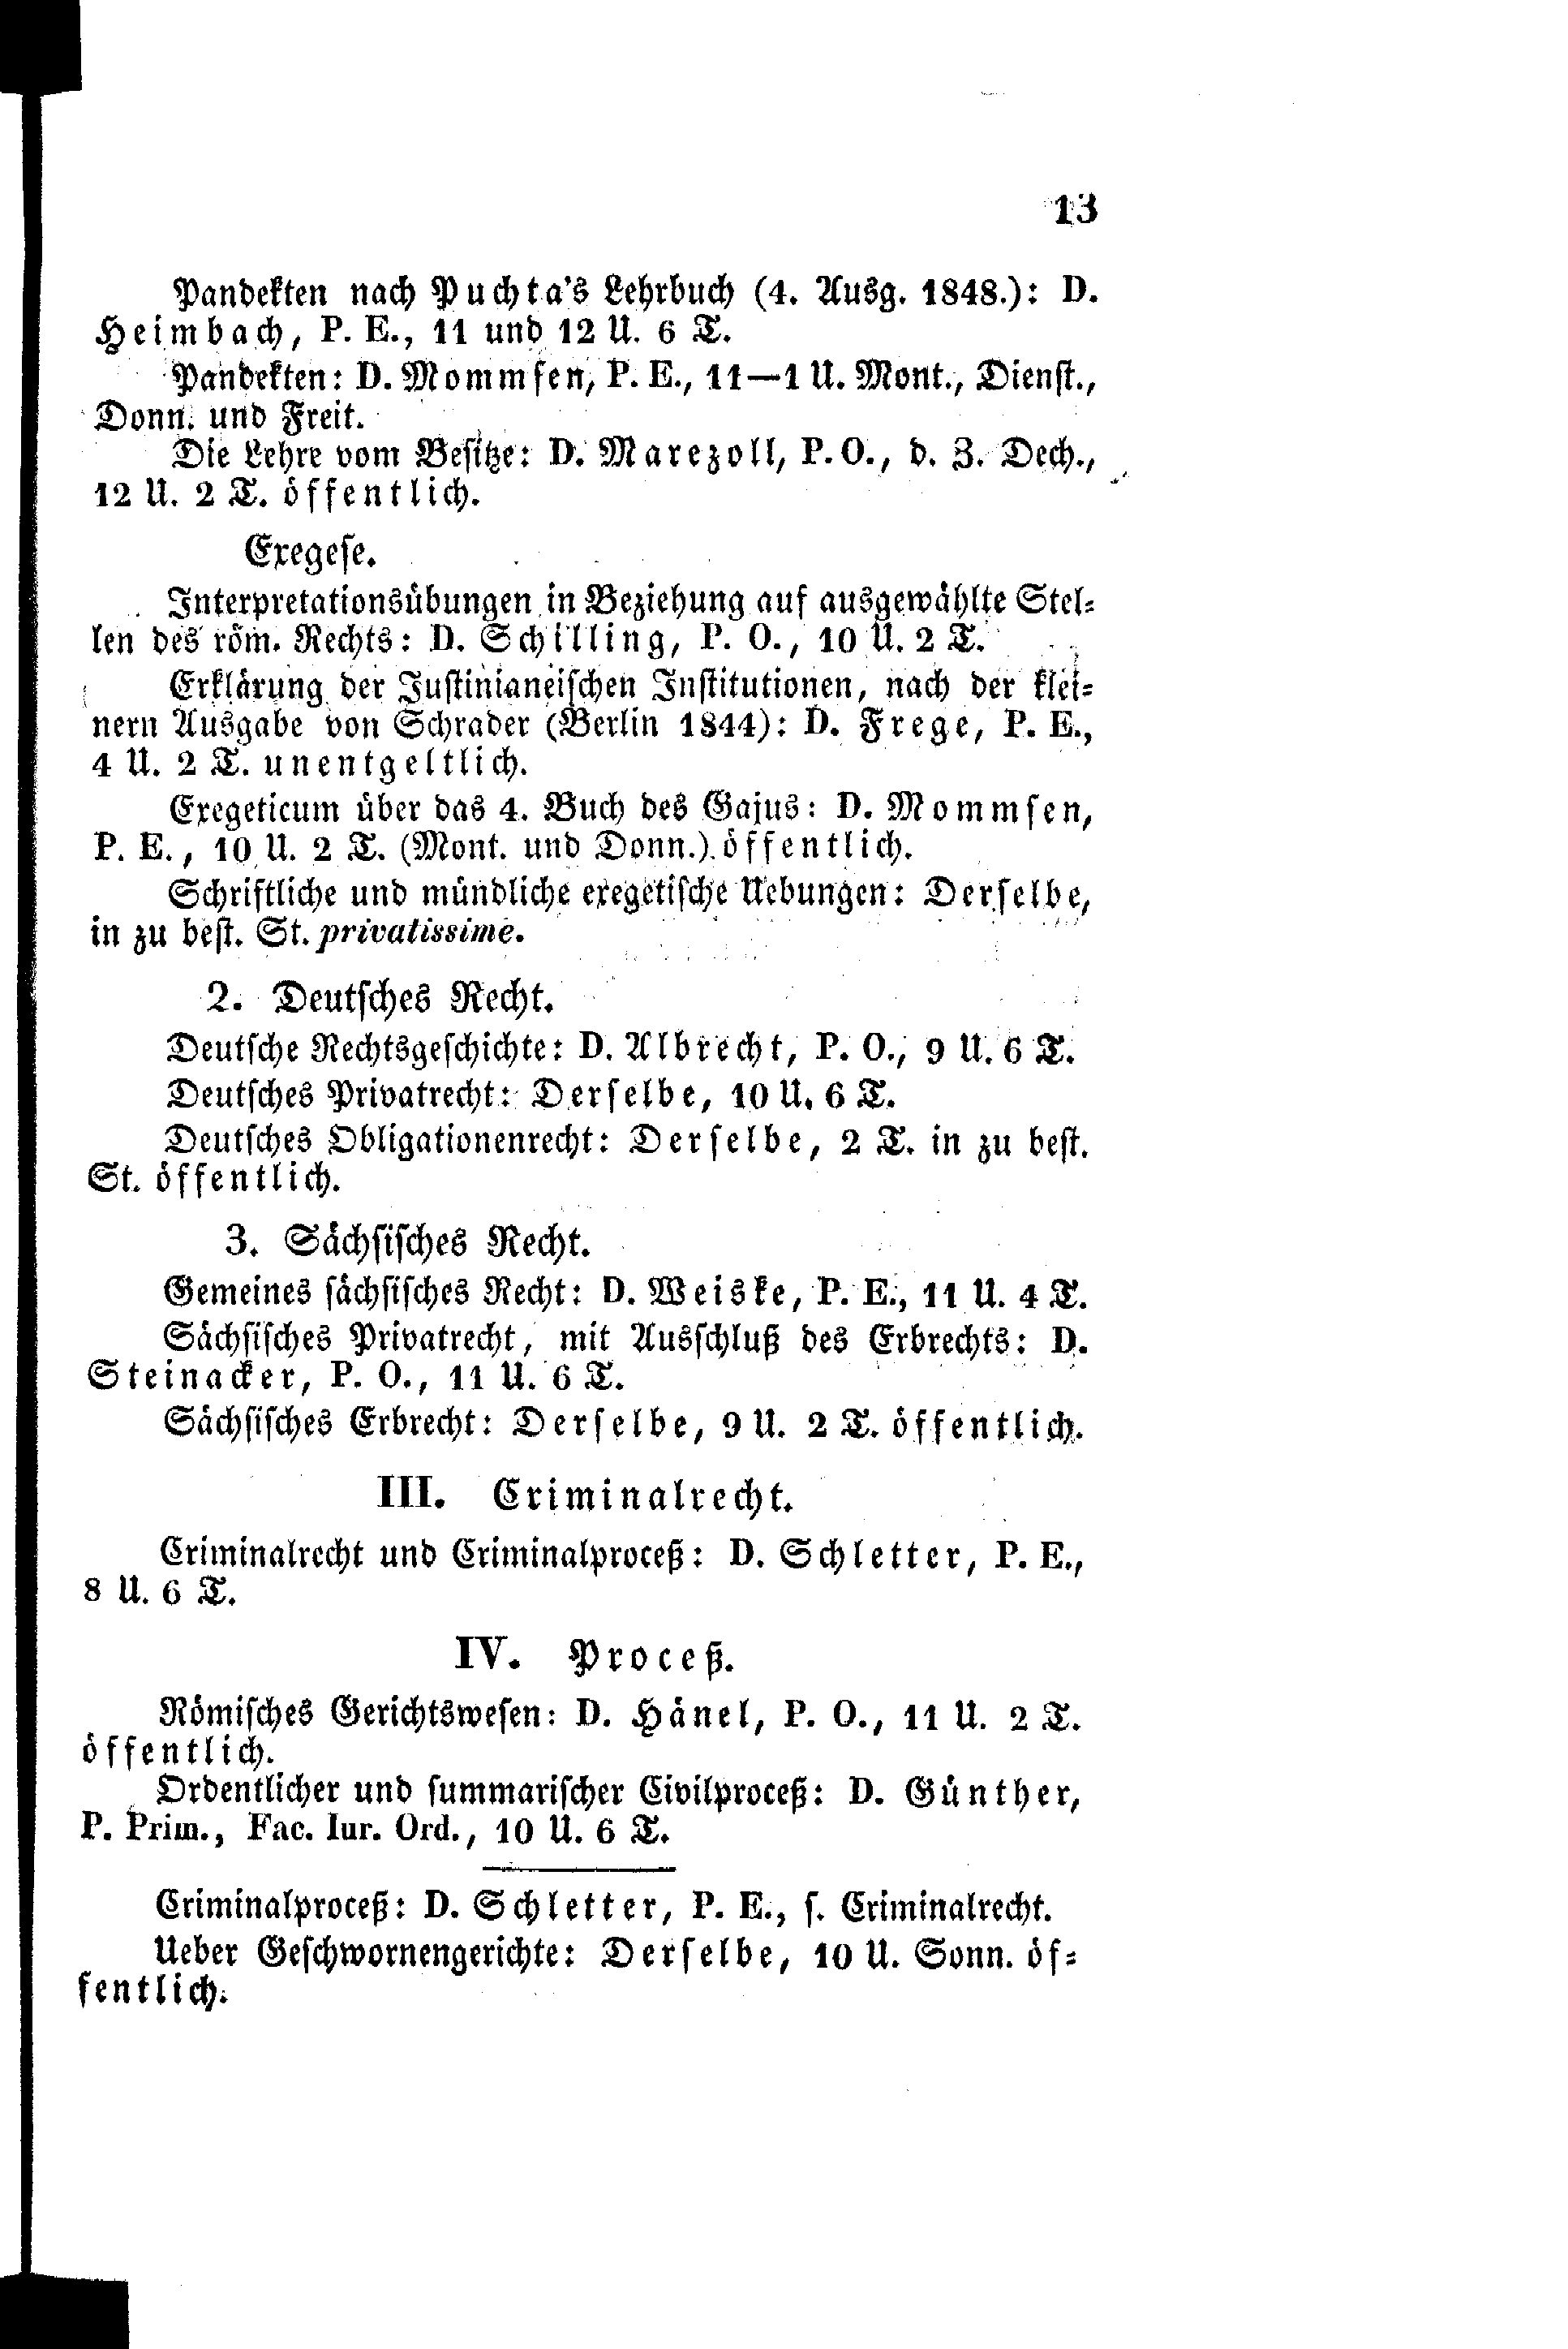 13
Pandekten nach Puchta's Lehrbuch (4. Ausg. 1848.): D.
Heimbach, P. E., 11 und 12 U. 6 T.
Pandekten: D. Mommsen, P. E., 11—1 U. Mont., Dienst.,
Donn. und Freit.
Die Lehre vom Besitze: D. Marezoll, P. O., d. Z. Dech.,
12 U. 2 T. öffentlich.
Exegese.
Interpretationsübungen in Beziehung auf ausgewählte Stel-
len des röm. Rechts: D. Schilling, P. O., 10 U. 2 T.
Erklärung der Justinianeischen Institutionen, nach der klei-
nern Ausgabe von Schrader (Berlin 1844): D. Frege, P. E.,
4 U. 2 T. unentgeltlich.
Exegeticum über das 4. Buch des Gajus: D. Mommsen,
P. E., 10 U. 2 T. (Mont. und Donn.) öffentlich.
Schriftliche und mündliche exegetische Uebungen: Derselbe,
in zu best. St. privatissime.
2. Deutsches Recht.
Deutsche Rechtsgeschichte: D. Albrecht, P. O., 9 U. 6 T.
Deutsches Privatrecht: Derselbe, 10 U. 6 T.
Deutsches Obligationenrecht: Derselbe, 2 T. in zu best.
St. öffentlich.
3. Sächsisches Recht.
Gemeines sächsisches Recht: D. Weiske, P. E., 11 U. 4 T.
Sächsisches Privatrecht, mit Ausschluß des Erbrechts: D.
Steinacker, P. O., 11 U. 6 T.
Sächsisches Erbrecht: Derselbe, 9 U. 2 T. öffentlich.
III. Criminalrecht.
Criminalrecht und Criminalproceß: D. Schletter, P. E.,
8 U. 6 T.
IV. Proceß.
Römisches Gerichtswesen: D. Hänel, P. O., 11 U. 2 T.
öffentlich.
Ordentlicher und summarischer Civilproceß: D. Günther,
P. Prim., Fac. Iur. Ord., 10 U. 6 T.
Criminalproceß: D. Schletter, P. E., s. Criminalrecht.
Ueber Geschwornengerichte: Derselbe, 10 U. Sonn. öf-
fentlich.